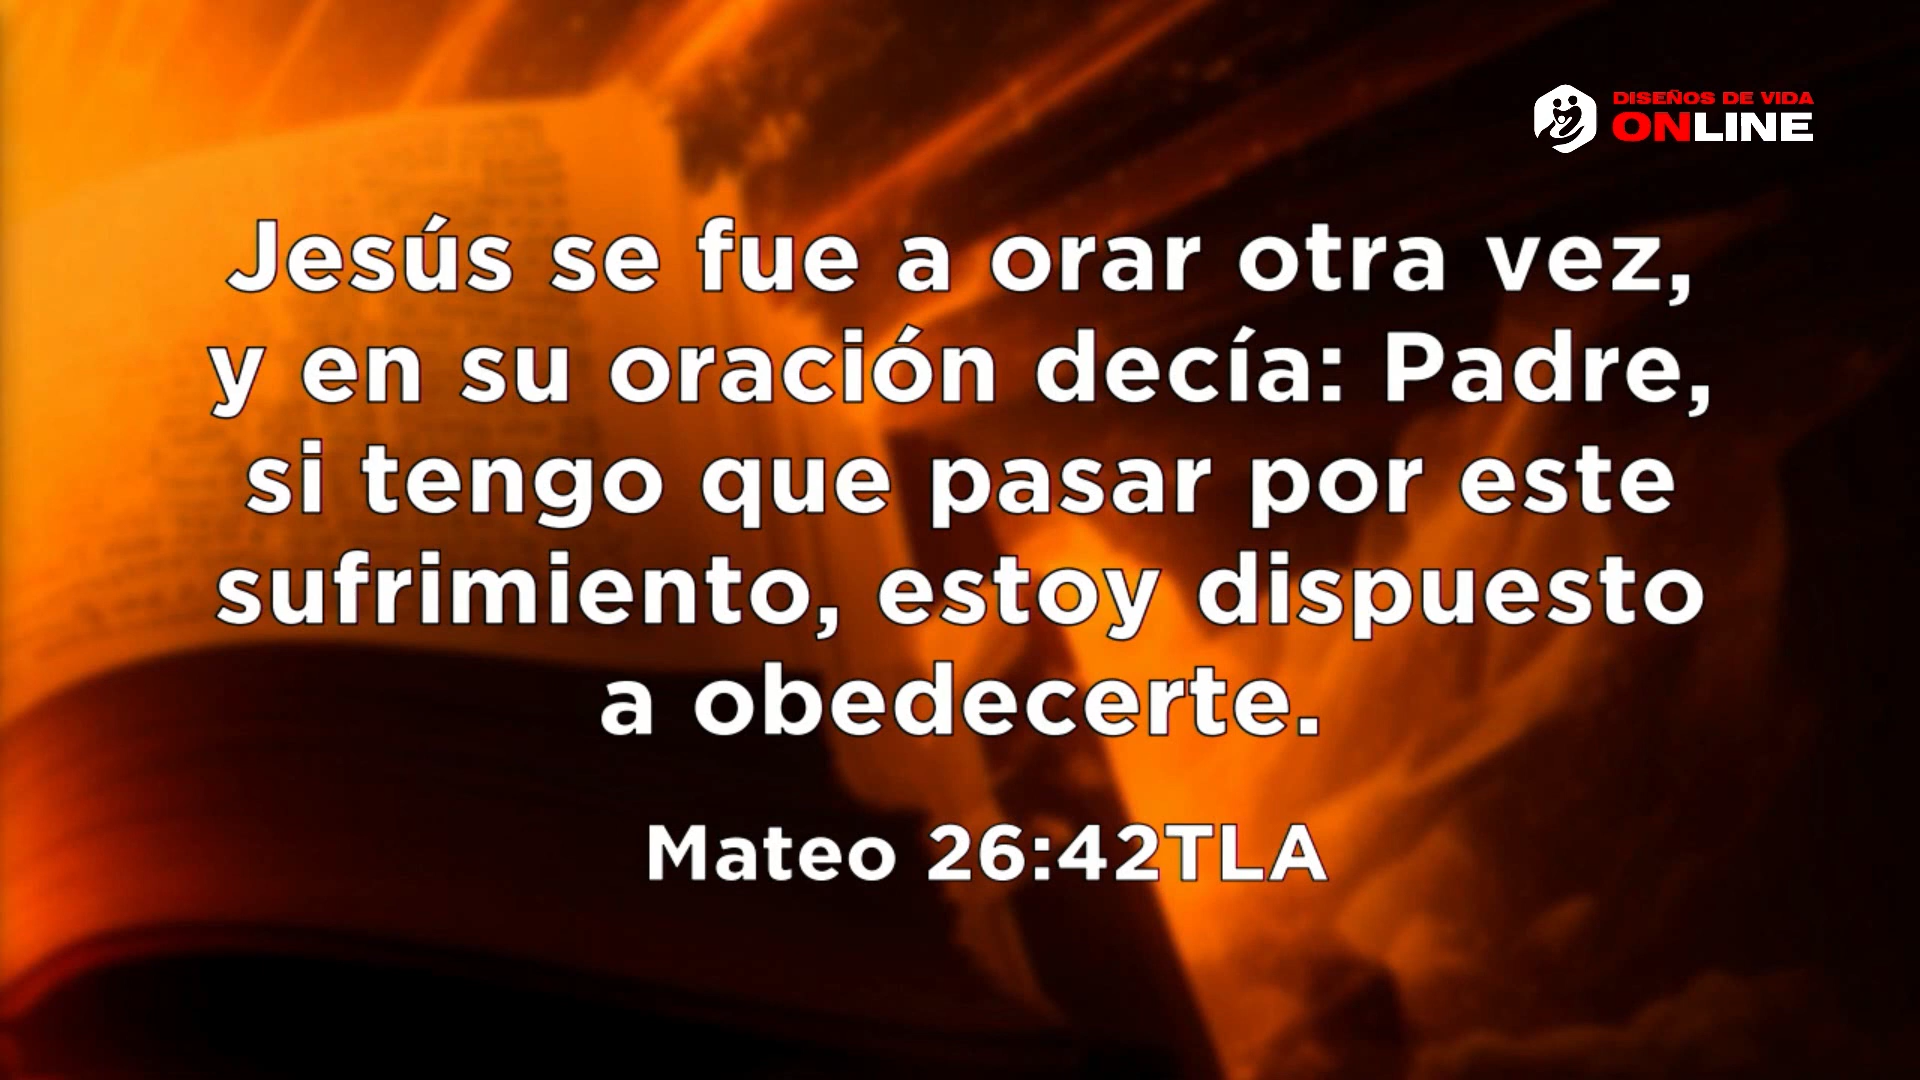 DISEÑOS DE VIDA
ONLINE
Jesús se fue a orar otra vez,
y en su oración decía: Padre,
si tengo que pasar por este
sufrimiento, estoy dispuesto
a obedecerte.
Mateo 26:42TLA